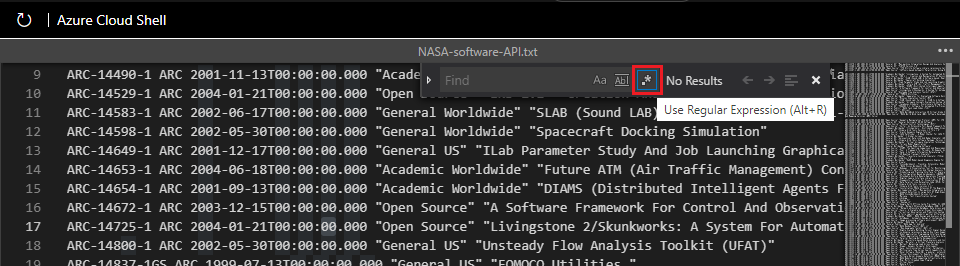 Azure Cloud Shell
NASA-software-API.txt
Find Aa Abl .* No Results
Use Regular Expression (Alt+R)
9 ARC-14490-1 ARC 2001-11-13T00:00:00.000 "Academ
10 ARC-14529-1 ARC 2004-01-21T00:00:00.000 "Open Sour
11 ARC-14583-1 ARC 2002-06-17T00:00:00.000 "General Worldwide" "SLAB (Sound LAB)
12 ARC-14598-1 ARC 2002-05-30T00:00:00.000 "General Worldwide" "Spacecraft Docking Simulation"
13 ARC-14649-1 ARC 2001-12-17T00:00:00.000 "General US" "ILab Parameter Study And Job Launching Graphica
14 ARC-14653-1 ARC 2004-06-18T00:00:00.000 "Academic Worldwide" "Future ATM (Air Traffic Management) Con
15 ARC-14654-1 ARC 2001-09-13T00:00:00.000 "Academic Worldwide" "DIAMS (Distributed Intelligent Agents F
16 ARC-14672-1 ARC 2003-12-15T00:00:00.000 "Open Source" "A Software Framework For Control And Observati
17 ARC-14725-1 ARC 2004-01-21T00:00:00.000 "Open Source" "Livingstone 2/Skunkworks: A System For Automat
18 ARC-14800-1 ARC 2002-05-30T00:00:00.000 "General US" "Unsteady Flow Analysis Toolkit (UFAT)"
19 ARC-14837-1GS ARC 1999-07-13T00:00:00.000 "General US" "FOMOCO Utilities "